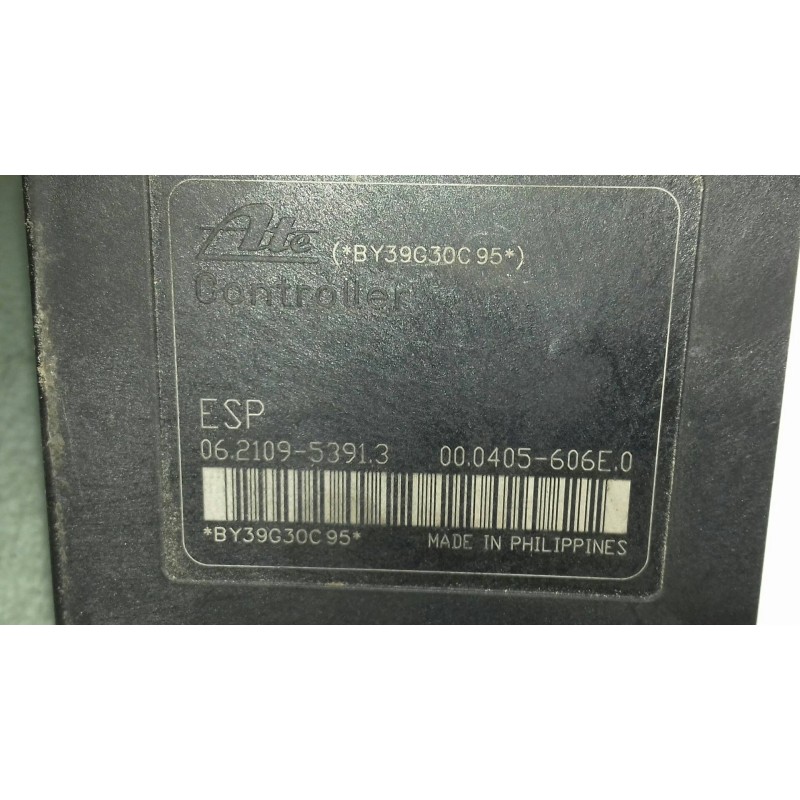 Ate (*BY39G30C95*)
Controller
ESP
06.2109-5391.3 00.0405-606E.0
*BY39G30C95* MADE IN PHILIPPINES